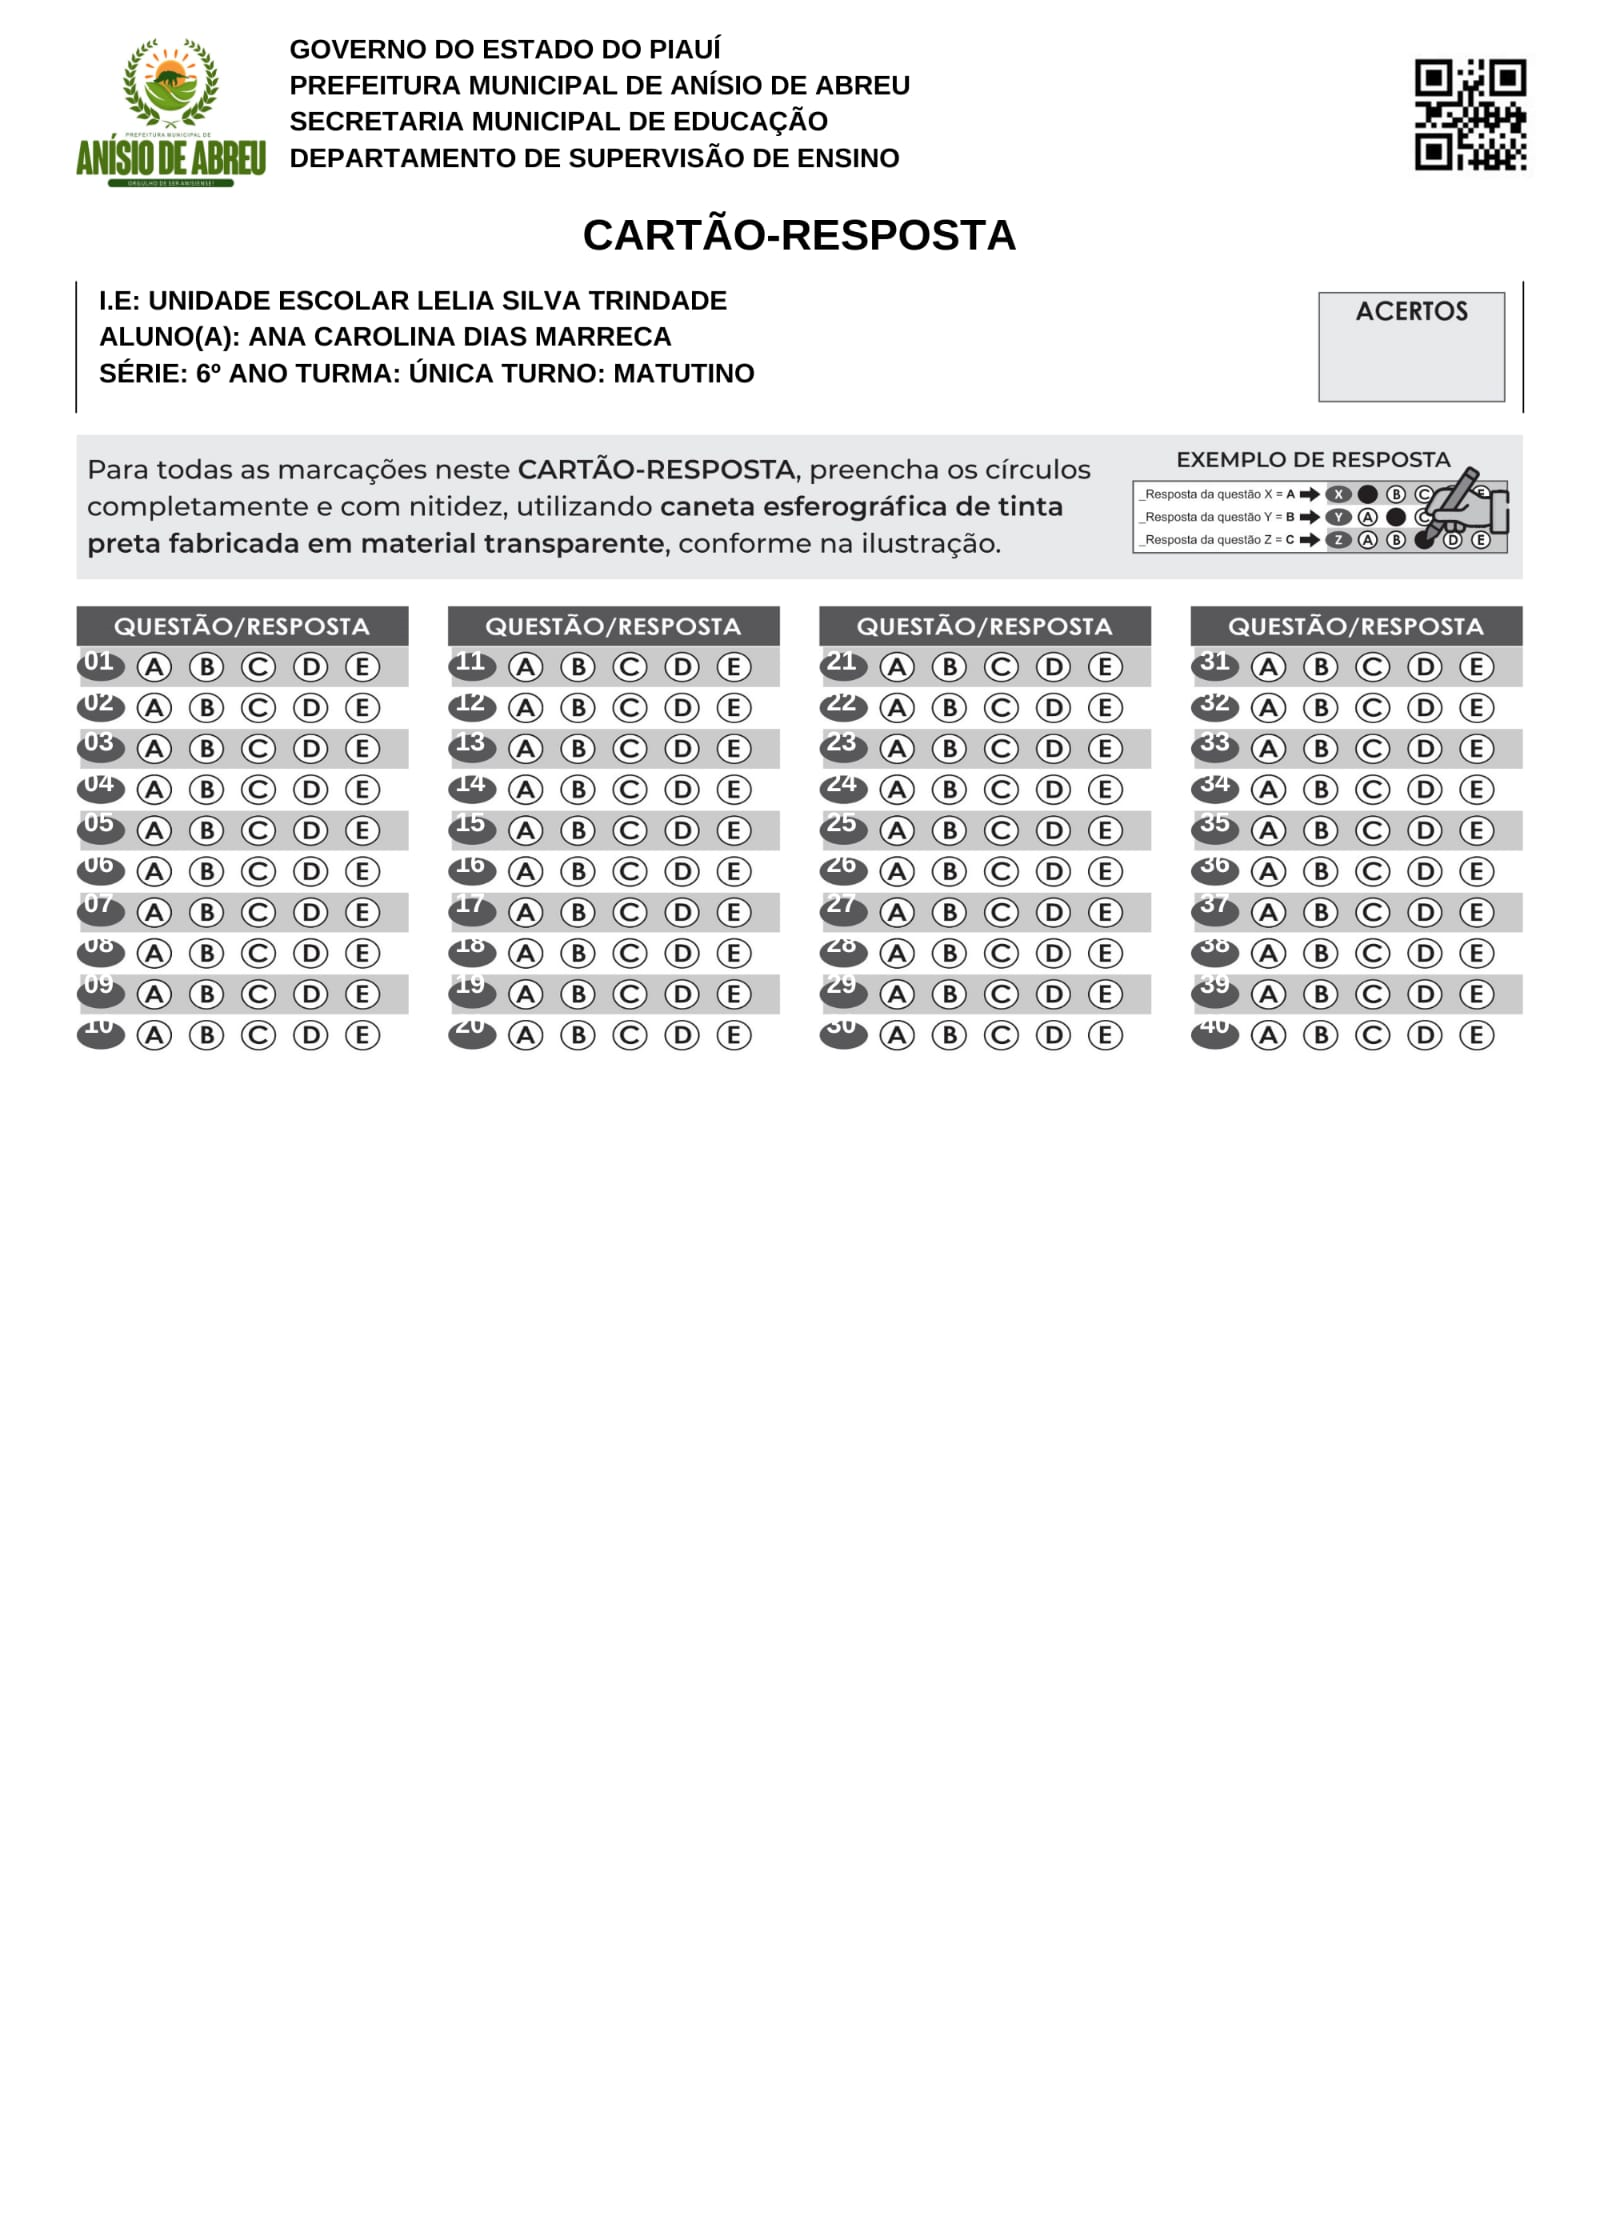 PREFEITURA MUNICIPAL DE
ANÍSIO DE ABREU
ORGULHO DE SER ANISIENSE!
GOVERNO DO ESTADO DO PIAUÍ
PREFEITURA MUNICIPAL DE ANÍSIO DE ABREU
SECRETARIA MUNICIPAL DE EDUCAÇÃO
DEPARTAMENTO DE SUPERVISÃO DE ENSINO
CARTÃO-RESPOSTA
I.E: UNIDADE ESCOLAR LELIA SILVA TRINDADE
ALUNO(A): ANA CAROLINA DIAS MARRECA
SÉRIE: 6º ANO TURMA: ÚNICA TURNO: MATUTINO
ACERTOS
Para todas as marcações neste CARTÃO-RESPOSTA, preencha os círculos
completamente e com nitidez, utilizando caneta esferográfica de tinta
preta fabricada em material transparente, conforme na ilustração.
EXEMPLO DE RESPOSTA
_Resposta da questão X = A X B C E
_Resposta da questão Y = B Y A C
_Resposta da questão Z = C Z A B D E
QUESTÃO/RESPOSTA
01 A B C D E
02 A B C D E
03 A B C D E
04 A B C D E
05 A B C D E
06 A B C D E
07 A B C D E
08 A B C D E
09 A B C D E
10 A B C D E
QUESTÃO/RESPOSTA
11 A B C D E
12 A B C D E
13 A B C D E
14 A B C D E
15 A B C D E
16 A B C D E
17 A B C D E
18 A B C D E
19 A B C D E
20 A B C D E
QUESTÃO/RESPOSTA
21 A B C D E
22 A B C D E
23 A B C D E
24 A B C D E
25 A B C D E
26 A B C D E
27 A B C D E
28 A B C D E
29 A B C D E
30 A B C D E
QUESTÃO/RESPOSTA
31 A B C D E
32 A B C D E
33 A B C D E
34 A B C D E
35 A B C D E
36 A B C D E
37 A B C D E
38 A B C D E
39 A B C D E
40 A B C D E